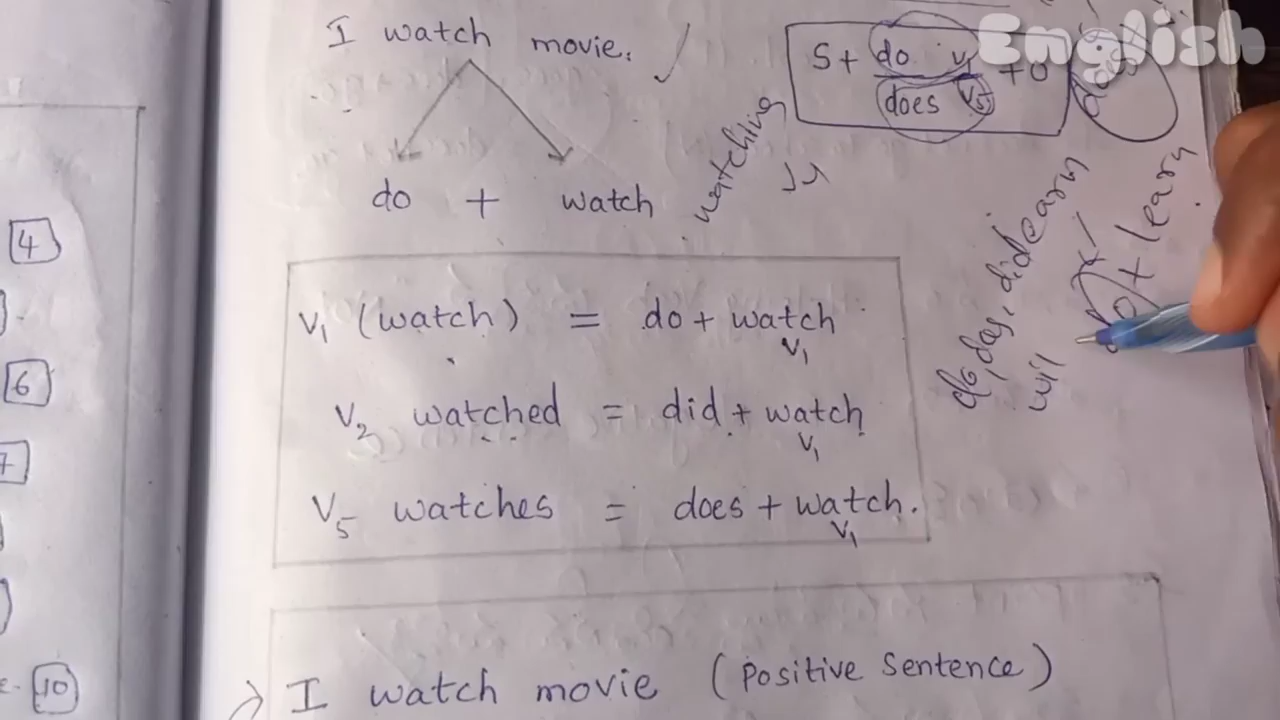 English
I watch movie.
do + watch
S + do v1 + o
does v5
watching
do, does, did learn
will
do + learn
V1 (watch) = do + watch
V1
V2 watched = did + watch
V1
V5 watches = does + watch.
V1
I watch movie (Positive Sentence)
4
6
7
10